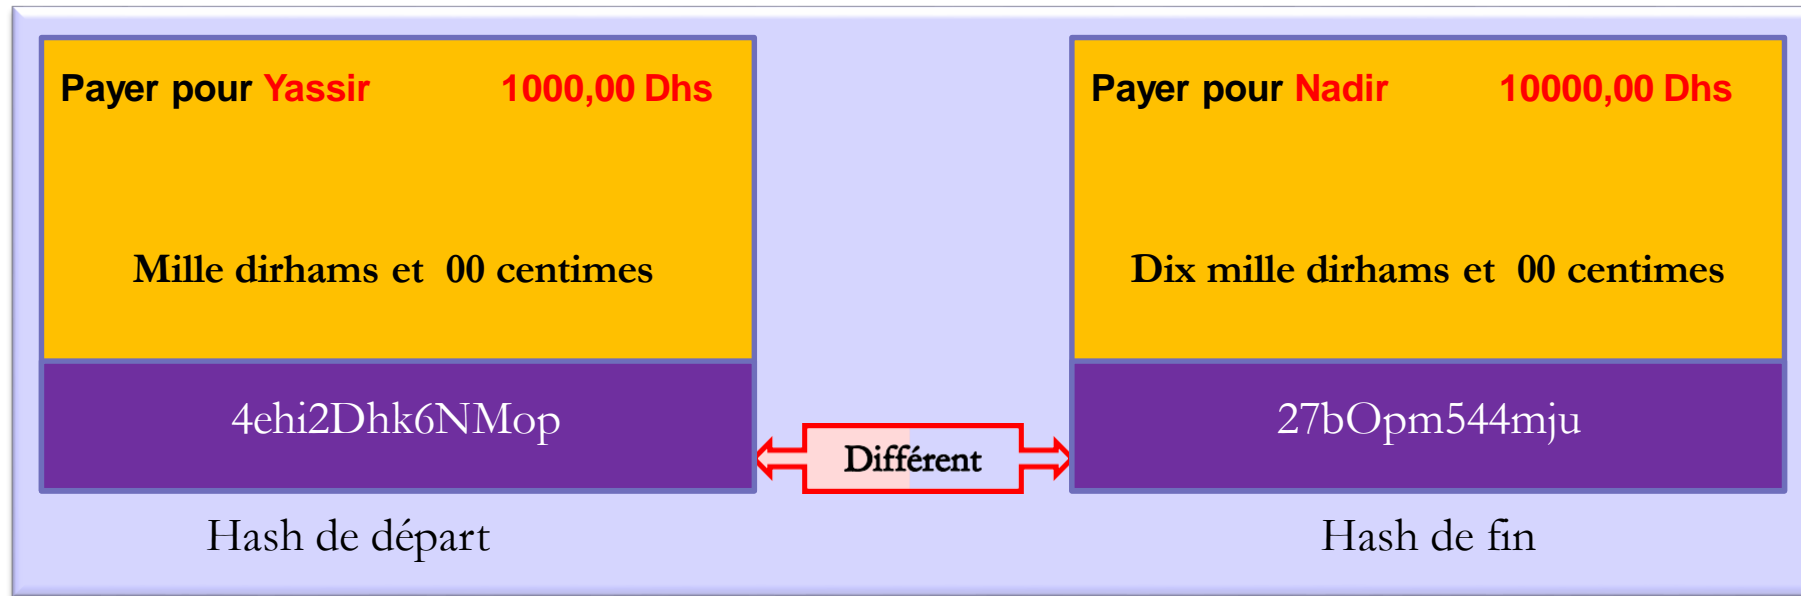 Payer pour Yassir 1000,00 Dhs
Mille dirhams et 00 centimes
4ehi2Dhk6NMop
Hash de départ
Différent
Payer pour Nadir 10000,00 Dhs
Dix mille dirhams et 00 centimes
27bOpm544mju
Hash de fin